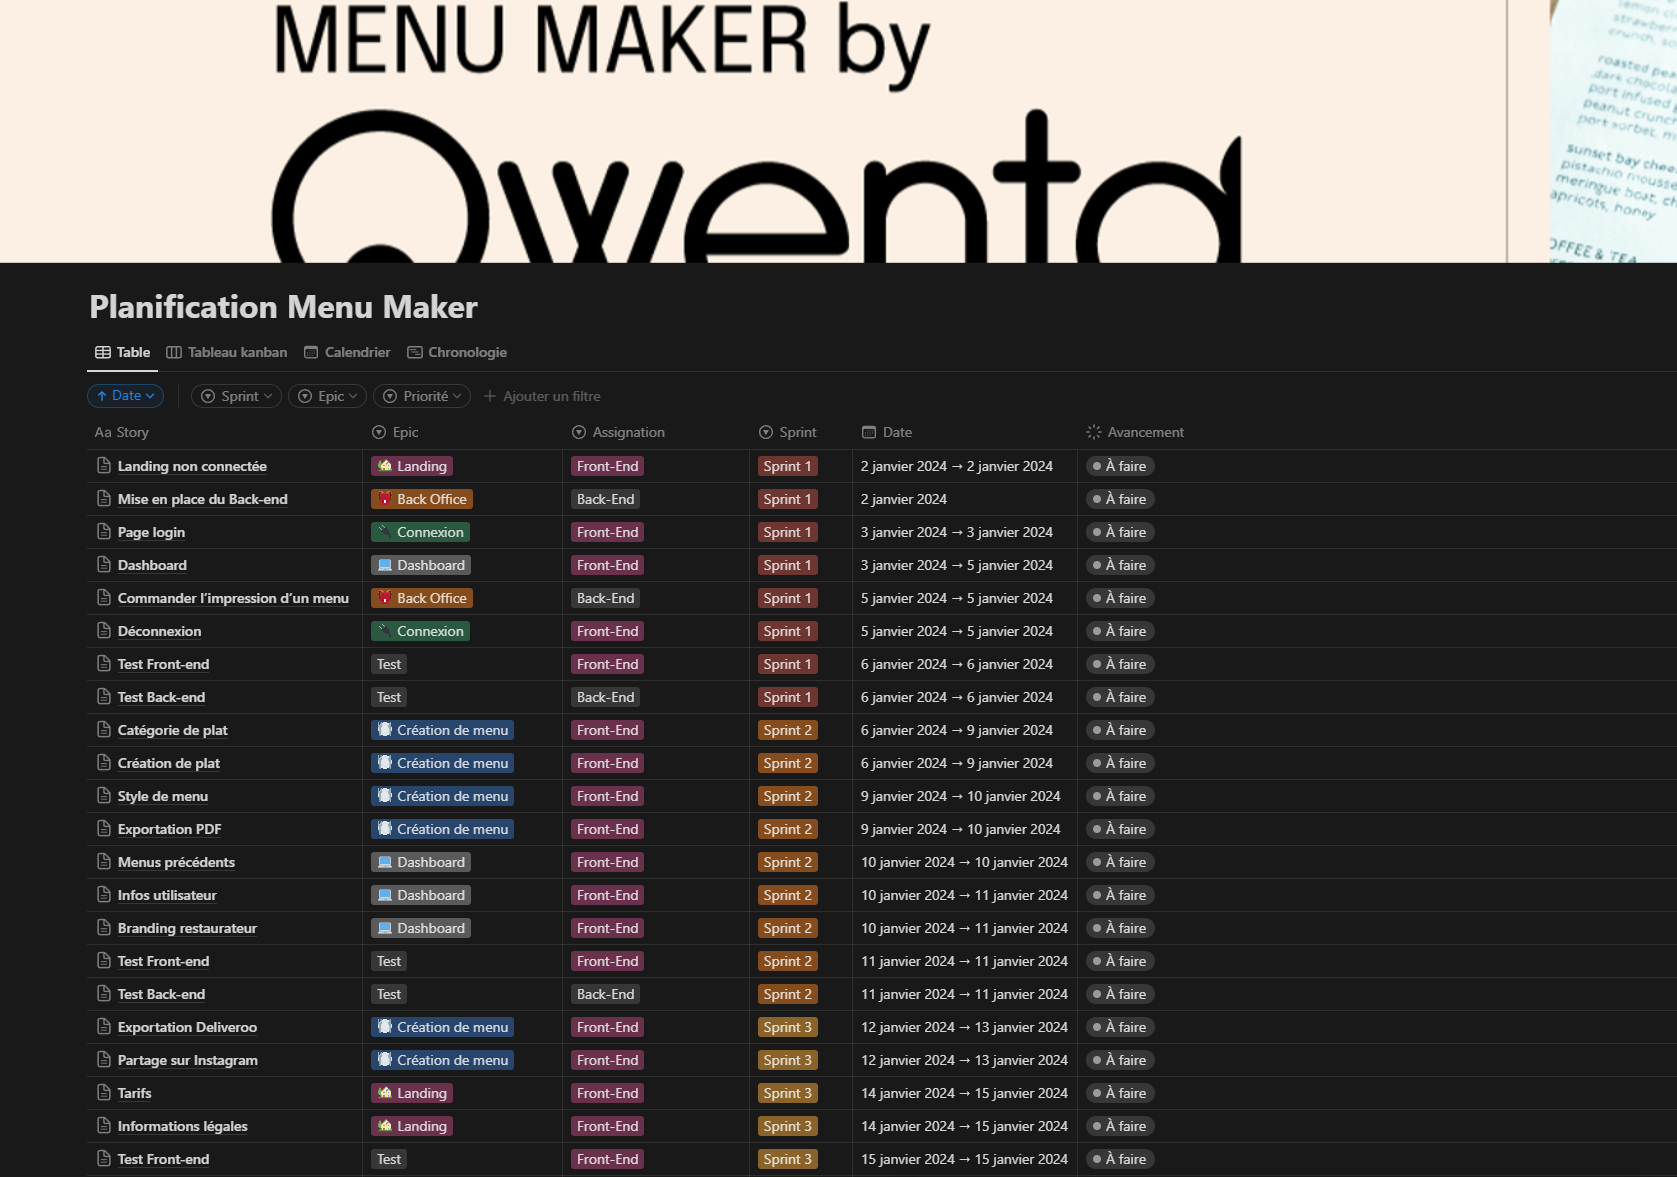 MENU MAKER by
Qwenta
lemon
strawberr
crunch, so
roasted pea
dark chocola
port infused
peanut crunch
port sorbet, m
sunset bay chee
pistachio mousse
meringue boat, ch
apricots, honey
OFFEE & TEA
Planification Menu Maker
Table Tableau kanban Calendrier Chronologie
Date Sprint Epic Priorité Ajouter un filtre
Aa Story Epic Assignation Sprint Date Avancement
Landing non connectée Landing Front-End Sprint 1 2 janvier 2024 → 2 janvier 2024 À faire
Mise en place du Back-end Back Office Back-End Sprint 1 2 janvier 2024 À faire
Page login Connexion Front-End Sprint 1 3 janvier 2024 → 3 janvier 2024 À faire
Dashboard Dashboard Front-End Sprint 1 3 janvier 2024 → 5 janvier 2024 À faire
Commander l’impression d’un menu Back Office Back-End Sprint 1 5 janvier 2024 → 5 janvier 2024 À faire
Déconnexion Connexion Front-End Sprint 1 5 janvier 2024 → 5 janvier 2024 À faire
Test Front-end Test Front-End Sprint 1 6 janvier 2024 → 6 janvier 2024 À faire
Test Back-end Test Back-End Sprint 1 6 janvier 2024 → 6 janvier 2024 À faire
Catégorie de plat Création de menu Front-End Sprint 2 6 janvier 2024 → 9 janvier 2024 À faire
Création de plat Création de menu Front-End Sprint 2 6 janvier 2024 → 9 janvier 2024 À faire
Style de menu Création de menu Front-End Sprint 2 9 janvier 2024 → 10 janvier 2024 À faire
Exportation PDF Création de menu Front-End Sprint 2 9 janvier 2024 → 10 janvier 2024 À faire
Menus précédents Dashboard Front-End Sprint 2 10 janvier 2024 → 10 janvier 2024 À faire
Infos utilisateur Dashboard Front-End Sprint 2 10 janvier 2024 → 11 janvier 2024 À faire
Branding restaurateur Dashboard Front-End Sprint 2 10 janvier 2024 → 11 janvier 2024 À faire
Test Front-end Test Front-End Sprint 2 11 janvier 2024 → 11 janvier 2024 À faire
Test Back-end Test Back-End Sprint 2 11 janvier 2024 → 11 janvier 2024 À faire
Exportation Deliveroo Création de menu Front-End Sprint 3 12 janvier 2024 → 13 janvier 2024 À faire
Partage sur Instagram Création de menu Front-End Sprint 3 12 janvier 2024 → 13 janvier 2024 À faire
Tarifs Landing Front-End Sprint 3 14 janvier 2024 → 15 janvier 2024 À faire
Informations légales Landing Front-End Sprint 3 14 janvier 2024 → 15 janvier 2024 À faire
Test Front-end Test Front-End Sprint 3 15 janvier 2024 → 15 janvier 2024 À faire